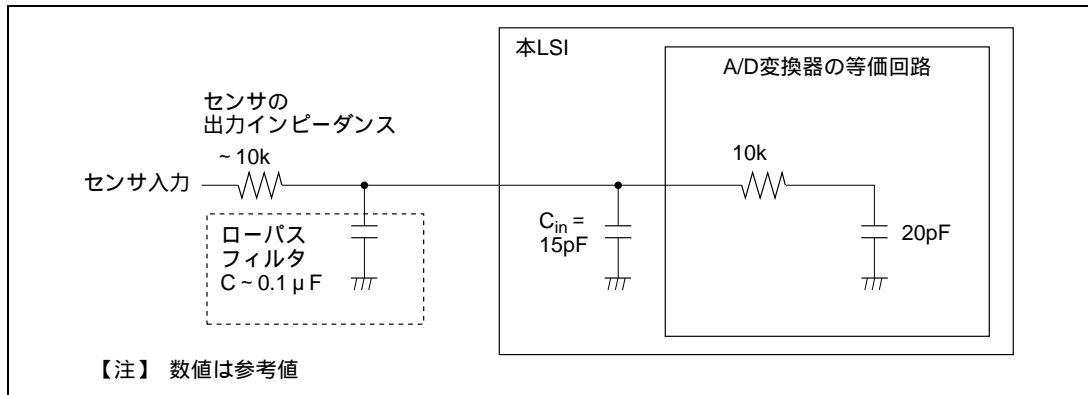 本LSI
A/D変換器の等価回路
センサの
出力インピーダンス
~ 10k
10k
センサ入力
ローパス
フィルタ
C ~ 0.1 μ F
Cin =
15pF
20pF
【注】 数値は参考値